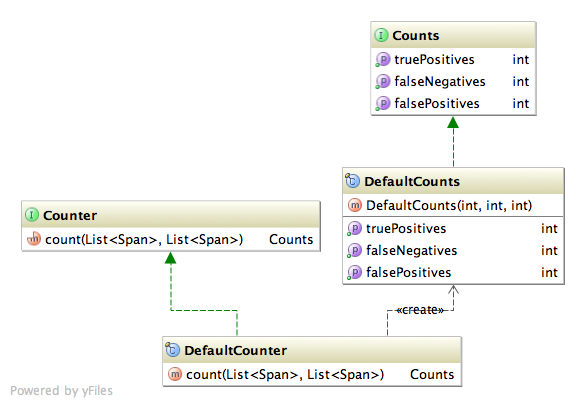 Counts
truePositives int
falseNegatives int
falsePositives int
DefaultCounts
DefaultCounts(int, int, int)
truePositives int
falseNegatives int
falsePositives int
Counter
count(List<Span>, List<Span>) Counts
«create»
DefaultCounter
count(List<Span>, List<Span>) Counts
Powered by yFiles